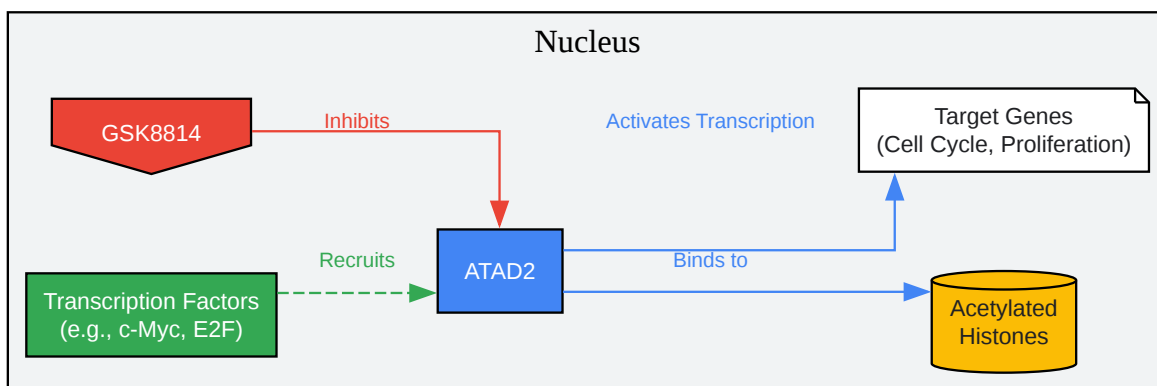 Nucleus
GSK8814
Inhibits
Activates Transcription
Target Genes
(Cell Cycle, Proliferation)
Recruits
ATAD2
Binds to
Transcription Factors
(e.g., c-Myc, E2F)
Acetylated
Histones